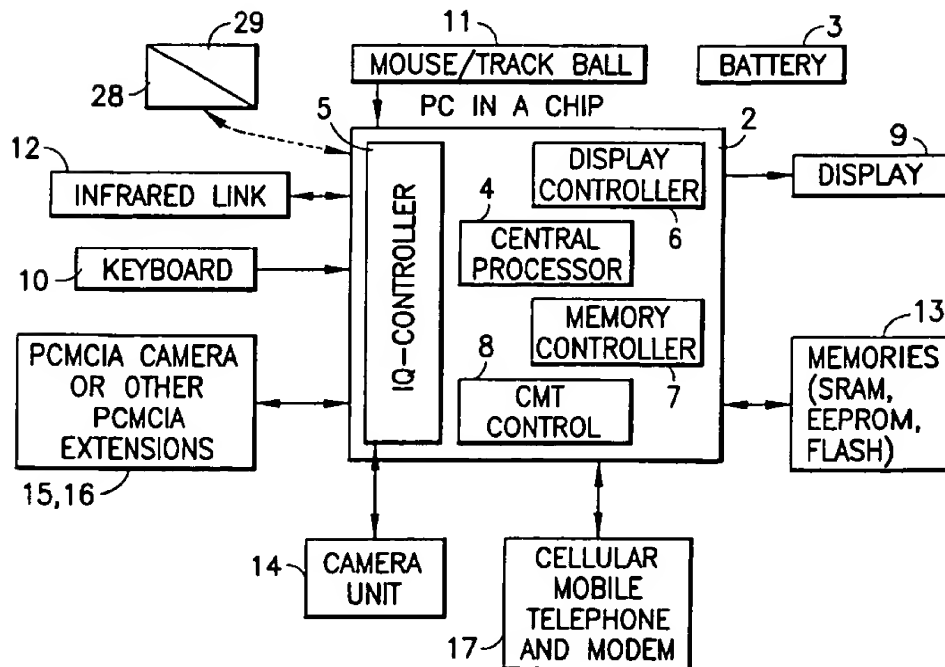 29
28
11
MOUSE/TRACK BALL
3
BATTERY
PC IN A CHIP
5
2
12
INFRARED LINK
10
KEYBOARD
PCMCIA CAMERA
OR OTHER
PCMCIA
EXTENSIONS
15,16
IQ-CONTROLLER
DISPLAY
CONTROLLER
6
4
CENTRAL
PROCESSOR
MEMORY
CONTROLLER
7
8
CMT
CONTROL
9
DISPLAY
13
MEMORIES
(SRAM,
EEPROM,
FLASH)
14
CAMERA
UNIT
17
CELLULAR
MOBILE
TELEPHONE
AND MODEM